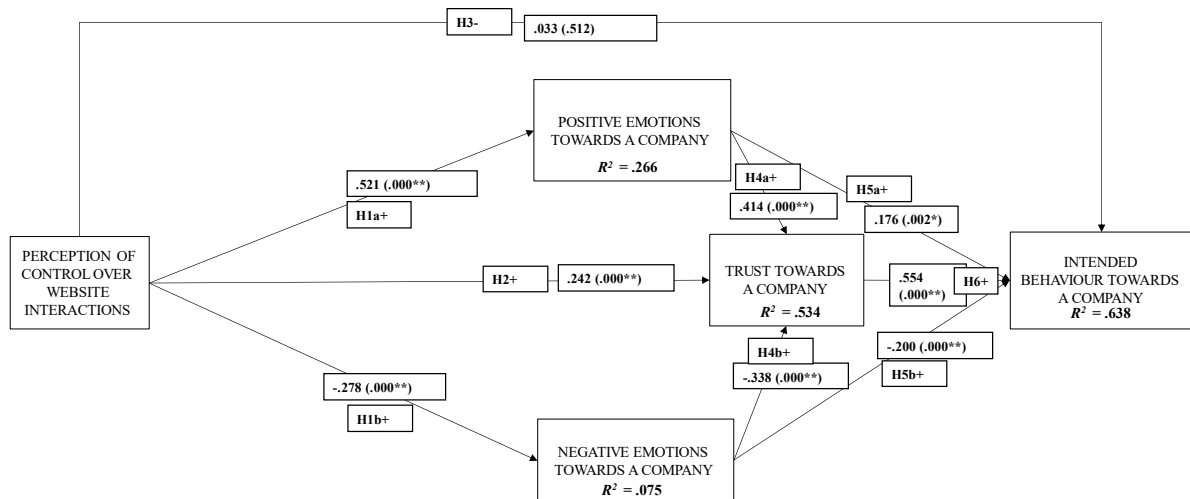 H3-
.033 (.512)
POSITIVE EMOTIONS
TOWARDS A COMPANY
R² = .266
.521 (.000**)
H1a+
H4a+
.414 (.000**)
H5a+
.176 (.002*)
PERCEPTION OF
CONTROL OVER
WEBSITE
INTERACTIONS
H2+
.242 (.000**)
TRUST TOWARDS
A COMPANY
R² = .534
.554
(.000**)
H6+
INTENDED
BEHAVIOUR TOWARDS
A COMPANY
R² = .638
-.278 (.000**)
H1b+
H4b+
-.338 (.000**)
-.200 (.000**)
H5b+
NEGATIVE EMOTIONS
TOWARDS A COMPANY
R² = .075